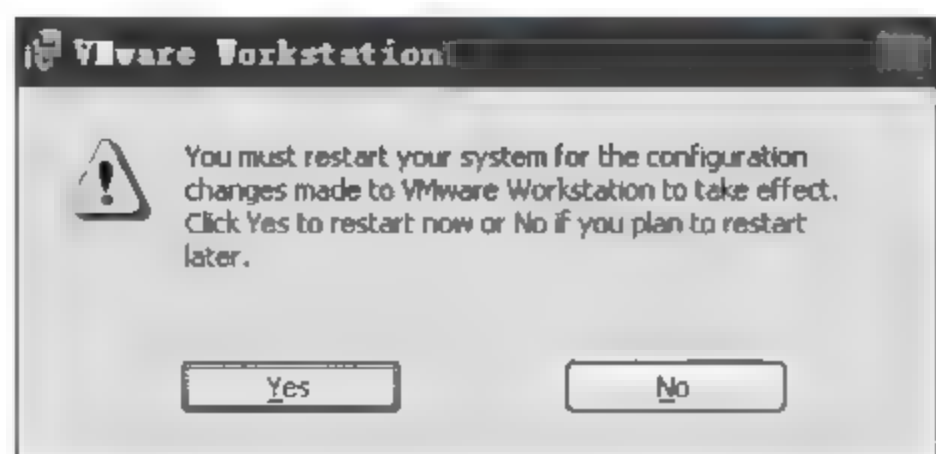 VMware Workstation
You must restart your system for the configuration
changes made to VMware Workstation to take effect.
Click Yes to restart now or No if you plan to restart
later.
Yes
No